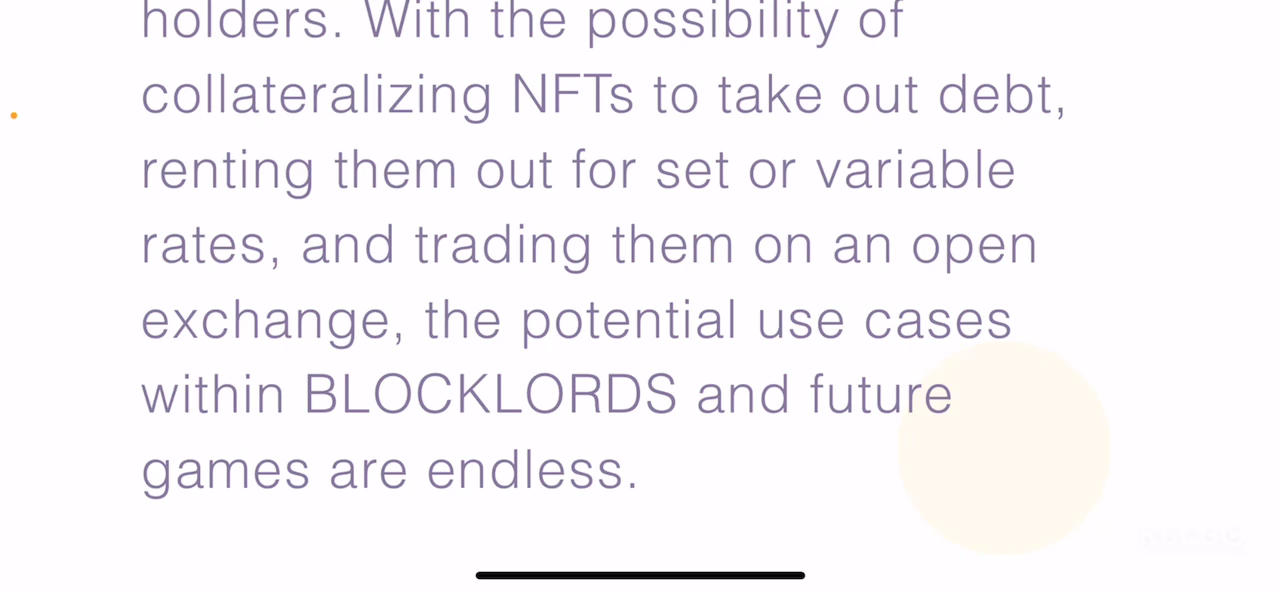 holders. With the possibility of
collateralizing NFTs to take out debt,
renting them out for set or variable
rates, and trading them on an open
exchange, the potential use cases
within BLOCKLORDS and future
games are endless.